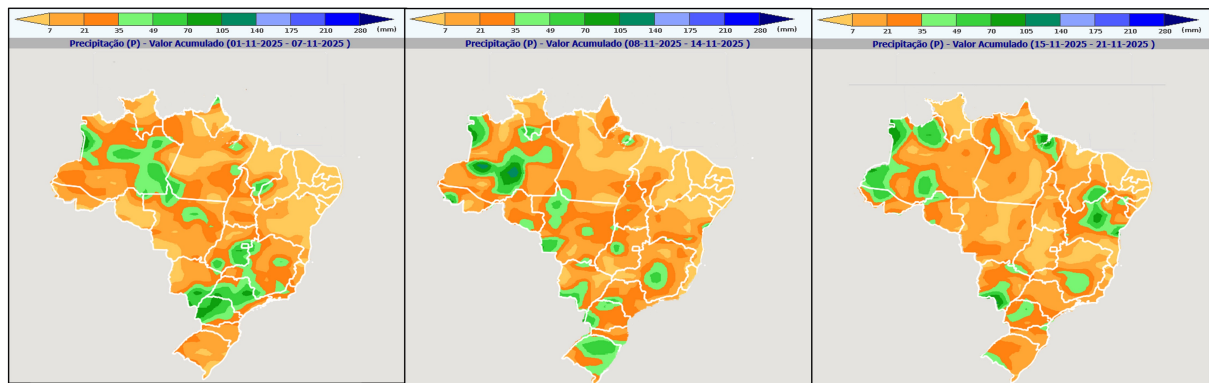 7 21 35 49 70 105 140 175 210 280 (mm)
Precipitação (P) - Valor Acumulado (01-11-2025 - 07-11-2025 )
7 21 35 49 70 105 140 175 210 280 (mm)
Precipitação (P) - Valor Acumulado (08-11-2025 - 14-11-2025 )
7 21 35 49 70 105 140 175 210 280 (mm)
Precipitação (P) - Valor Acumulado (15-11-2025 - 21-11-2025 )